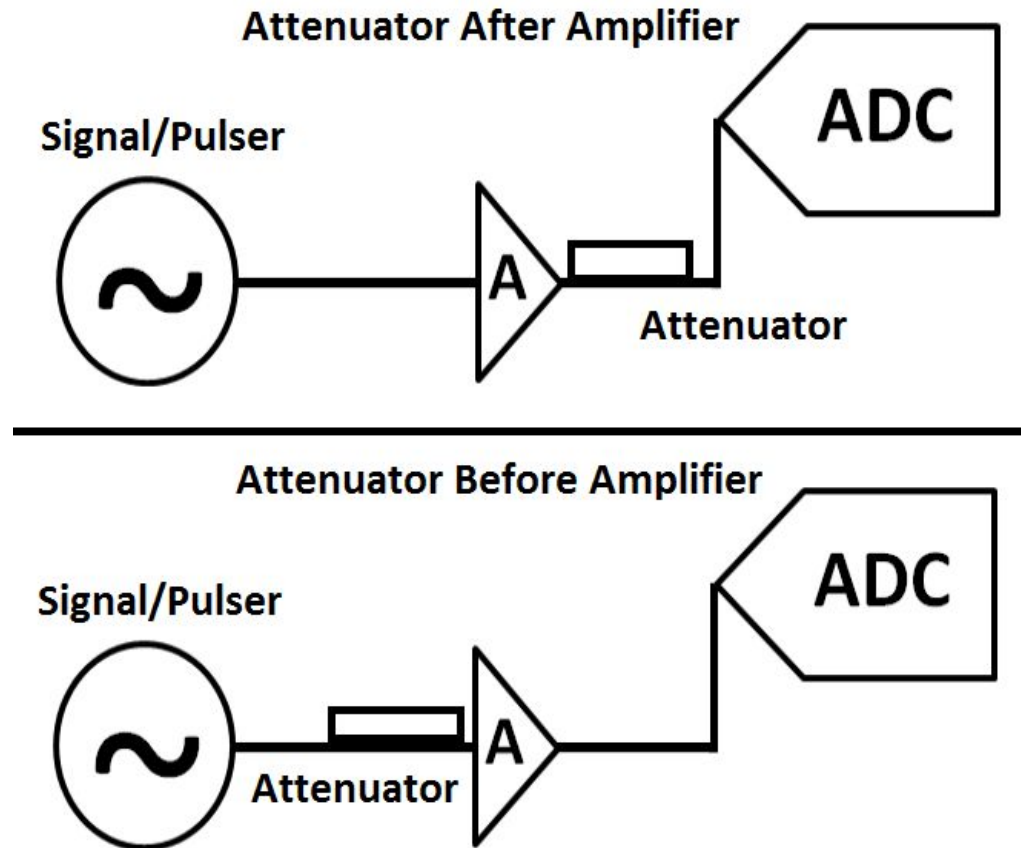 Attenuator After Amplifier
ADC
Signal/Pulser
A
Attenuator
Attenuator Before Amplifier
ADC
Signal/Pulser
A
Attenuator